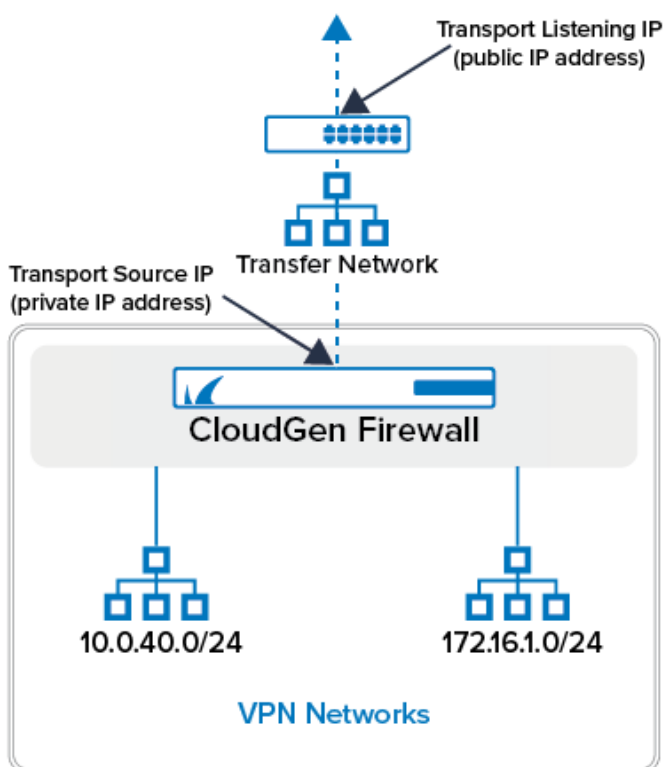 Transport Listening IP
(public IP address)
Transfer Network
Transport Source IP
(private IP address)
CloudGen Firewall
10.0.40.0/24
172.16.1.0/24
VPN Networks